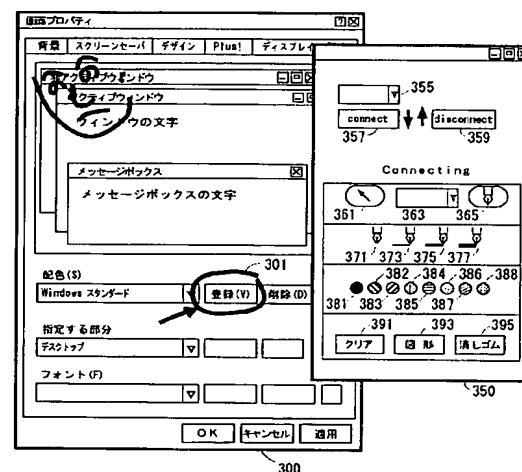 画面プロパティ
背景 スクリーンセーバ デザイン Plus! ディスプレイ
アクティブウィンドウ
ウィンドウの文字
メッセージボックス
メッセージボックスの文字
配色(S)
301
Windows スタンダード 登録(V) 削除(D)
指定する部分
デスクトップ
フォント(F)
OK キャンセル 適用
300
355
connect disconnect
357 359
Connecting
361 363 365
371 373 375 377
382 384 386 388
381 383 385 387
391 393 395
クリア 図形 消しゴム
350